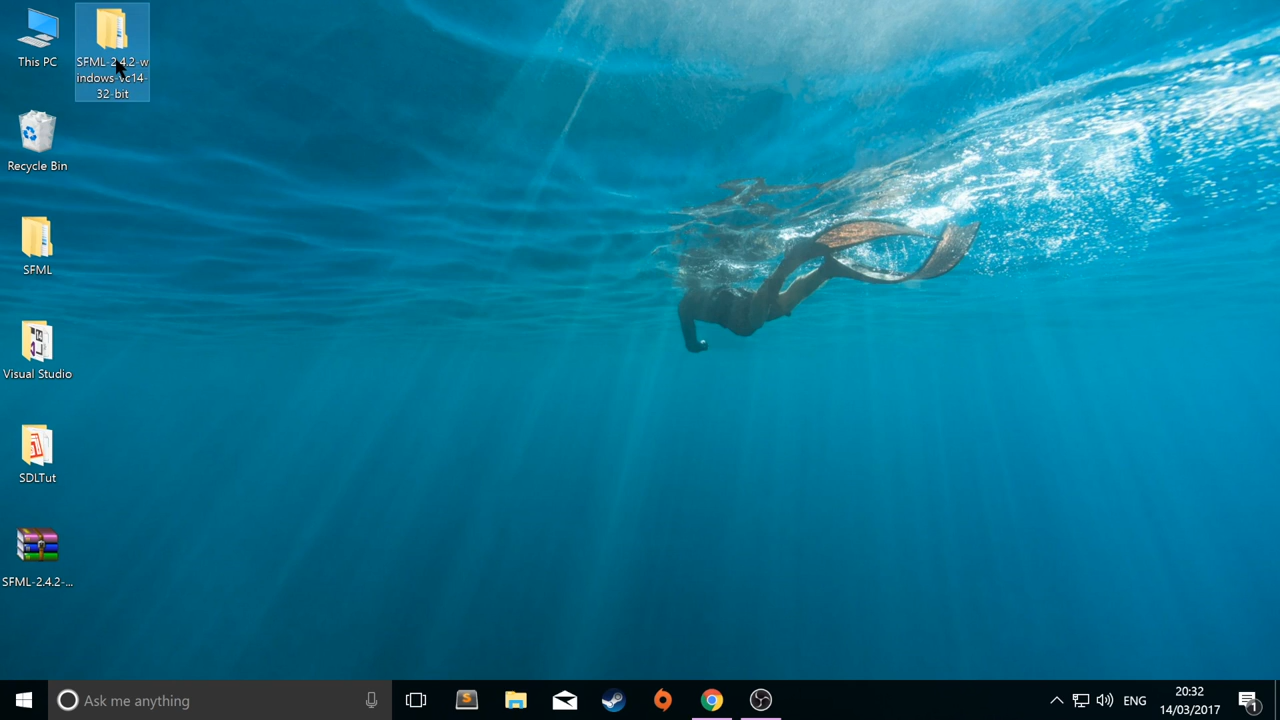 This PC
SFML-2.4.2-w
indows-vc14-
32-bit
Recycle Bin
SFML
Visual Studio
SDLTut
SFML-2.4.2-...
Ask me anything
ENG
20:32
14/03/2017
1